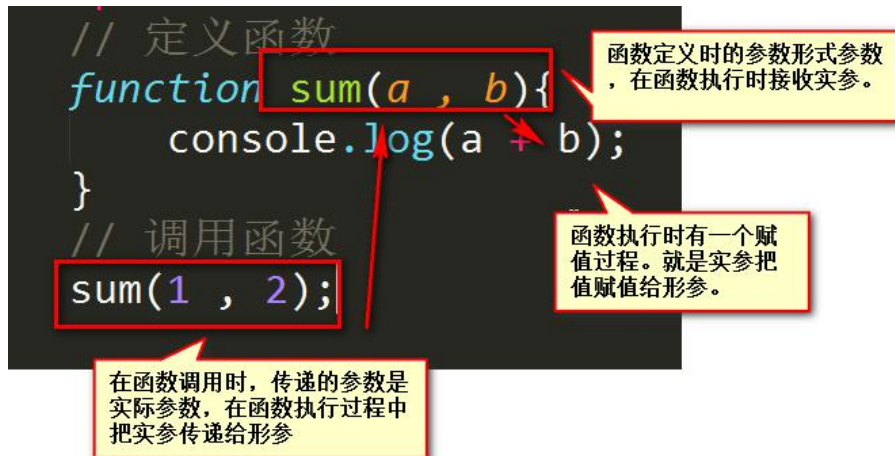 // 定义函数
function sum(a , b){
console.log(a + b);
}
// 调用函数
sum(1 , 2);
函数定义时的参数形式参数
，在函数执行时接收实参。
函数执行时有一个赋
值过程。就是实参把
值赋值给形参。
在函数调用时，传递的参数是
实际参数，在函数执行过程中
把实参传递给形参